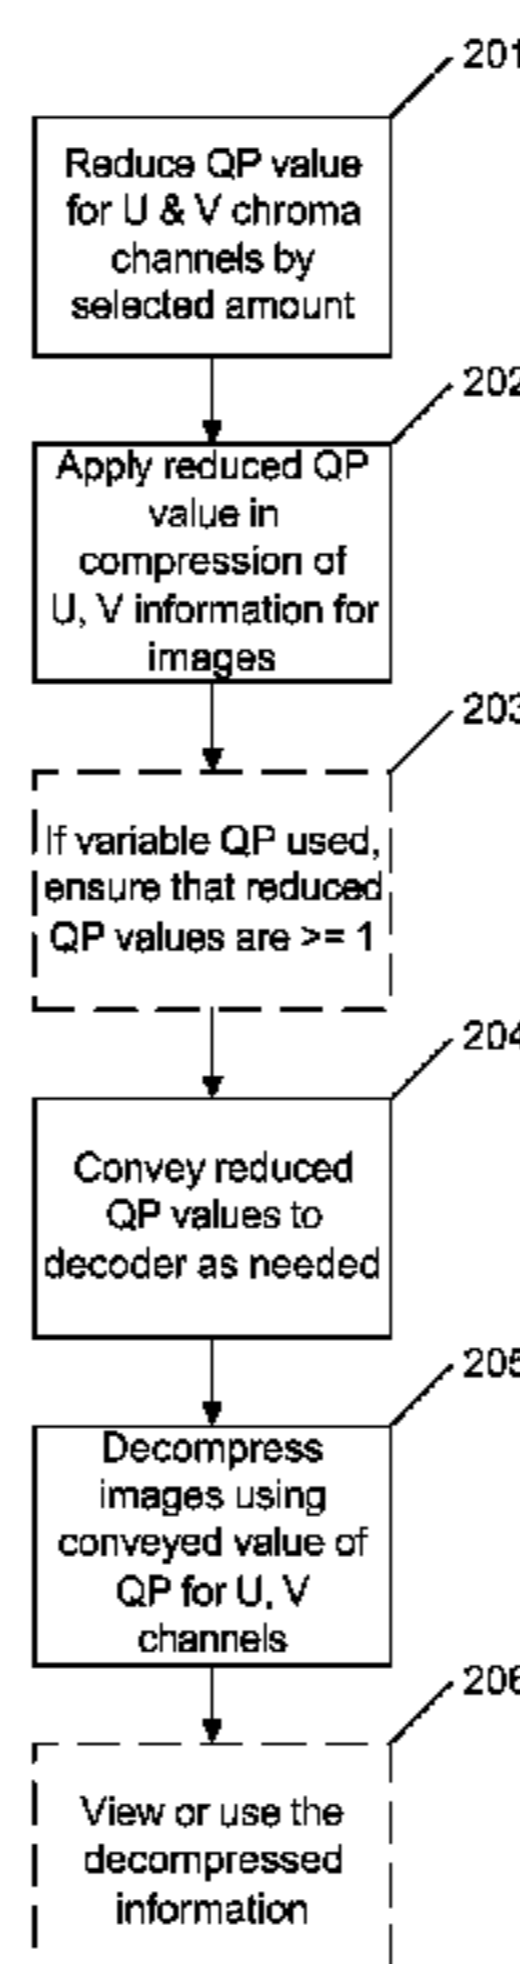 201
Reduce QP value
for U & V chroma
channels by
selected amount
202
Apply reduced QP
value in
compression of
U, V information for
images
203
If variable QP used,
ensure that reduced
QP values are >= 1
204
Convey reduced
QP values to
decoder as needed
205
Decompress
images using
conveyed value of
QP for U, V
channels
206
View or use the
decompressed
information